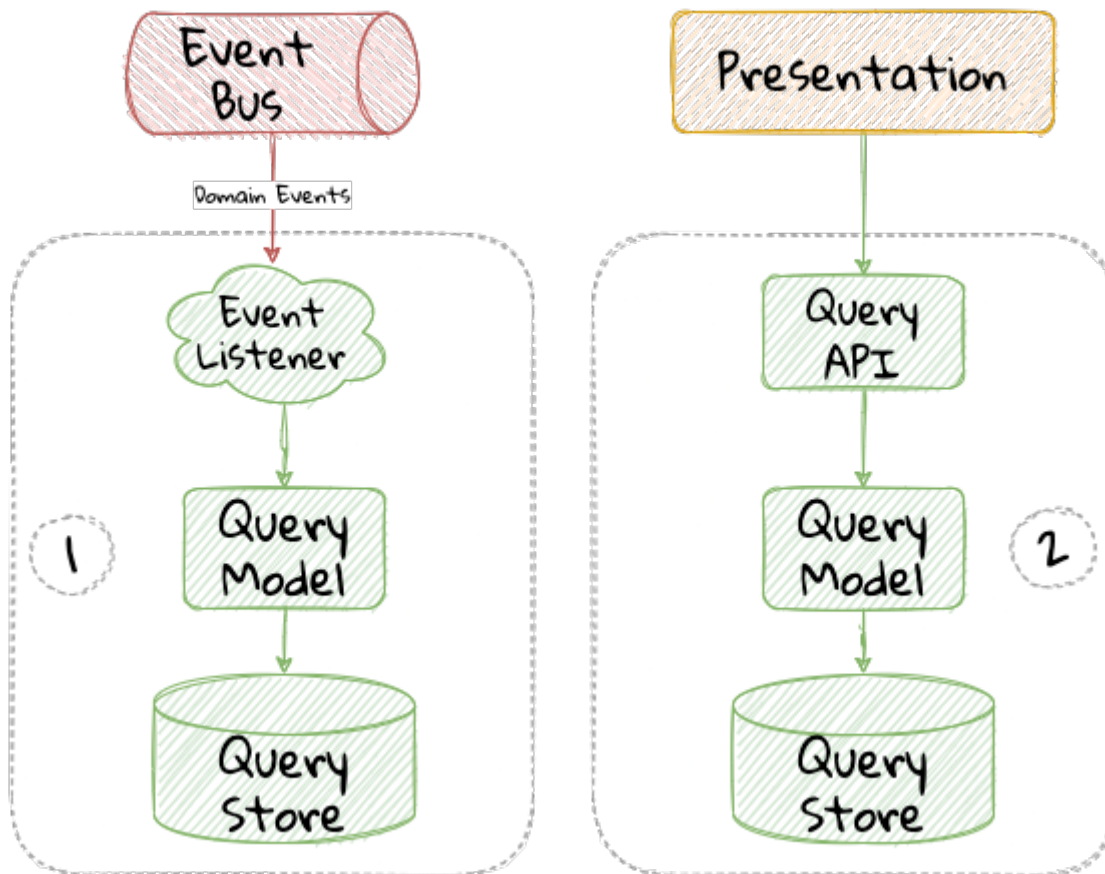 Event
Bus
Domain Events
Event
Listener
1
Query
Model
Query
Store
Presentation
Query
API
Query
Model
2
Query
Store